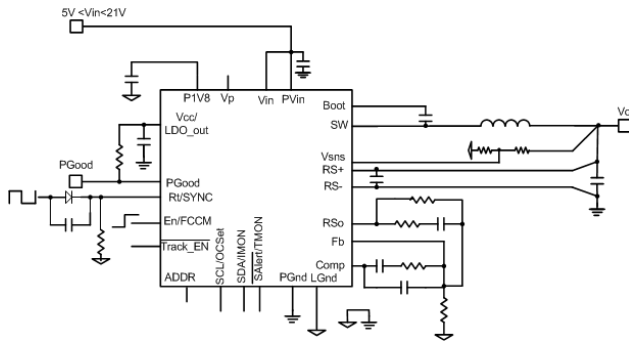 5V <Vin<21V
P1V8
Vp
Vin
PVin
Boot
Vcc/
LDO_out
SW
Vo
PGood
Vsns
RS+
PGood
RS-
Rt/SYNC
En/FCCM
RSo
Track_EN
Fb
Comp
ADDR
SCL/OCSet
SDA/IMON
SAlert/TMON
PGnd
LGnd